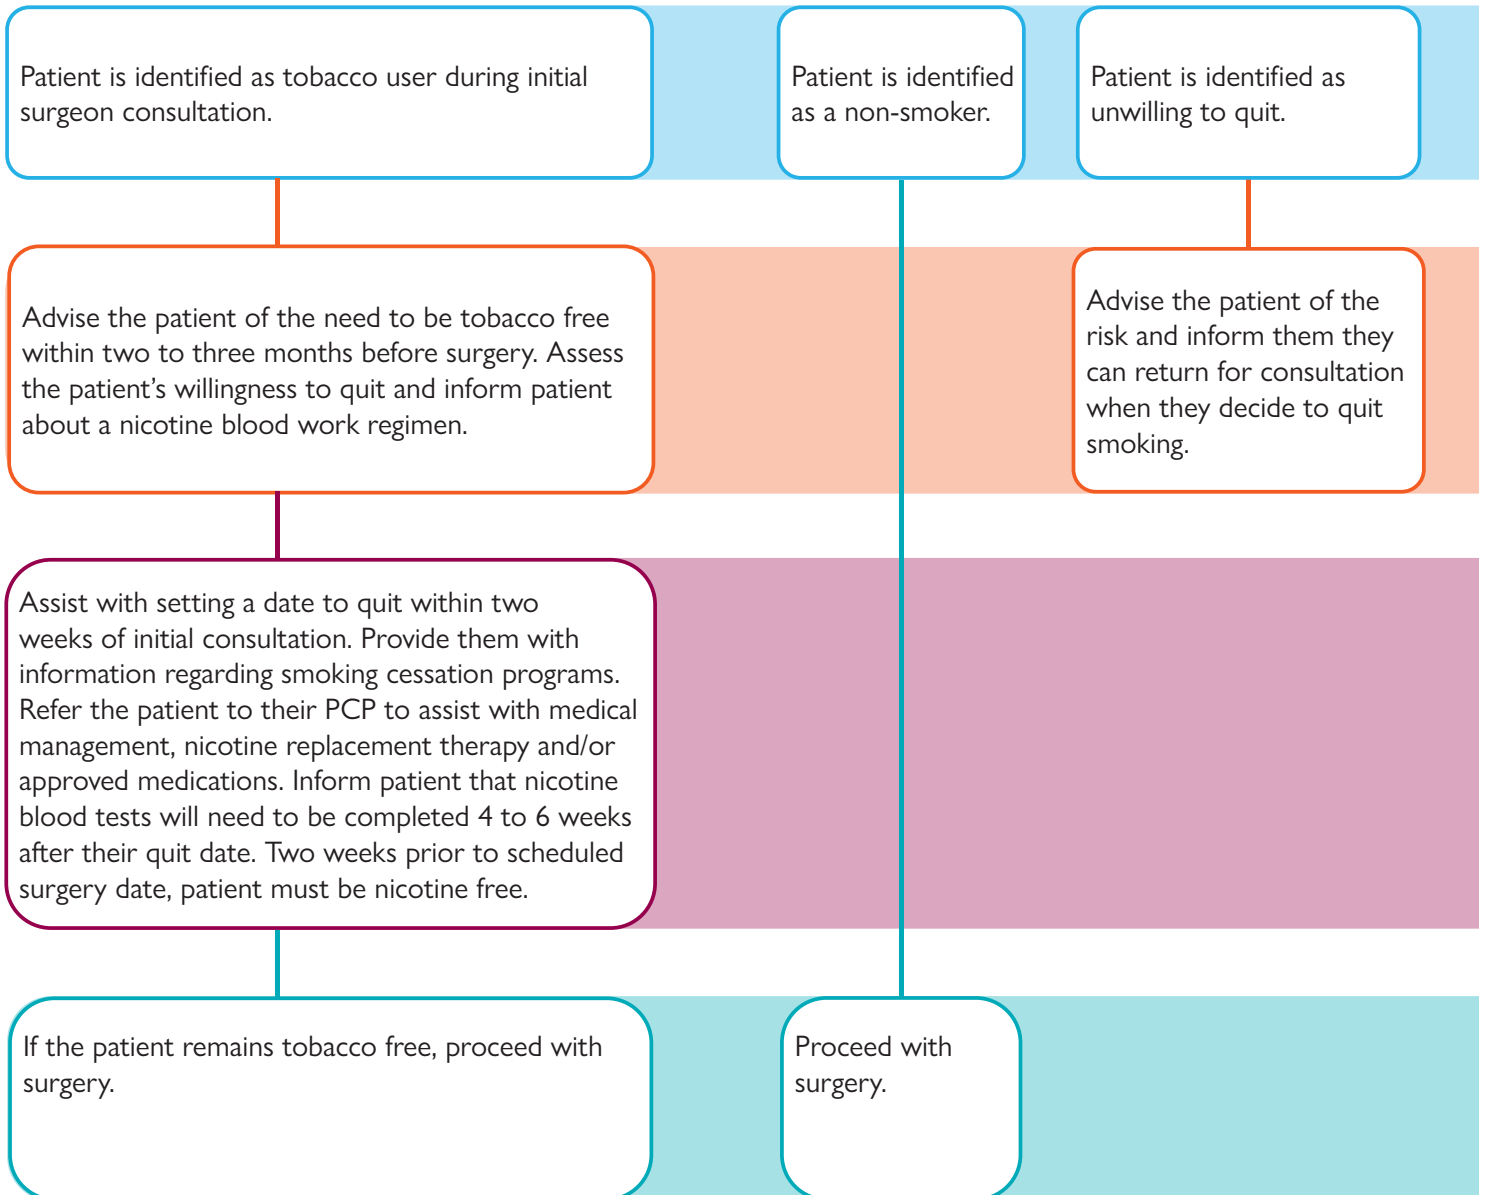 Patient is identified as tobacco user during initial
surgeon consultation.
Patient is identified
as a non-smoker.
Patient is identified as
unwilling to quit.
Advise the patient of the need to be tobacco free
within two to three months before surgery. Assess
the patient’s willingness to quit and inform patient
about a nicotine blood work regimen.
Advise the patient of the
risk and inform them they
can return for consultation
when they decide to quit
smoking.
Assist with setting a date to quit within two
weeks of initial consultation. Provide them with
information regarding smoking cessation programs.
Refer the patient to their PCP to assist with medical
management, nicotine replacement therapy and/or
approved medications. Inform patient that nicotine
blood tests will need to be completed 4 to 6 weeks
after their quit date. Two weeks prior to scheduled
surgery date, patient must be nicotine free.
If the patient remains tobacco free, proceed with
surgery.
Proceed with
surgery.